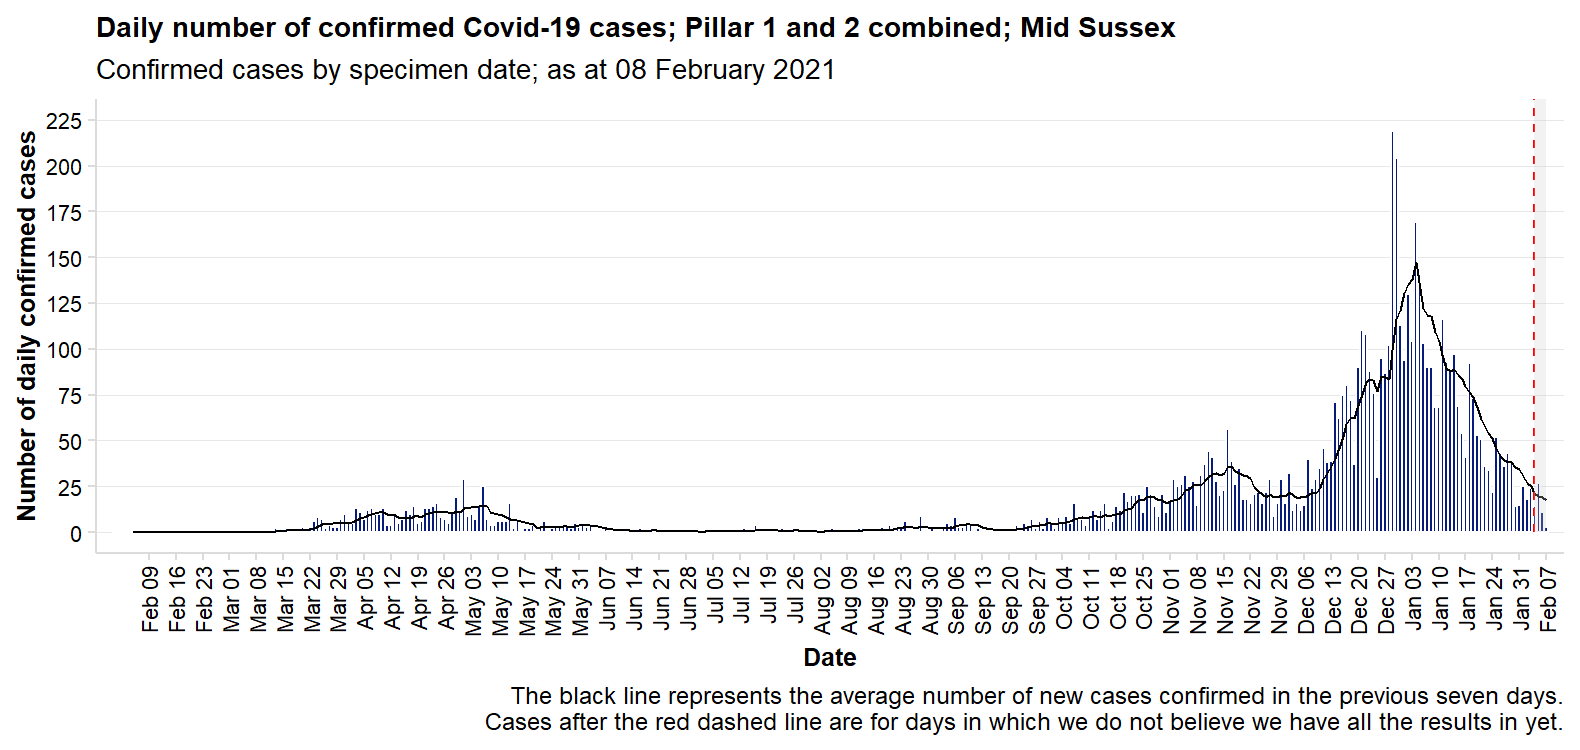 Daily number of confirmed Covid-19 cases; Pillar 1 and 2 combined; Mid Sussex
Confirmed cases by specimen date; as at 08 February 2021
Number of daily confirmed cases
225
200
175
150
125
100
75
50
25
0
Feb 09
Feb 16
Feb 23
Mar 01
Mar 08
Mar 15
Mar 22
Mar 29
Apr 05
Apr 12
Apr 19
Apr 26
May 03
May 10
May 17
May 24
May 31
Jun 07
Jun 14
Jun 21
Jun 28
Jul 05
Jul 12
Jul 19
Jul 26
Aug 02
Aug 09
Aug 16
Aug 23
Aug 30
Sep 06
Sep 13
Sep 20
Sep 27
Oct 04
Oct 11
Oct 18
Oct 25
Nov 01
Nov 08
Nov 15
Nov 22
Nov 29
Dec 06
Dec 13
Dec 20
Dec 27
Jan 03
Jan 10
Jan 17
Jan 24
Jan 31
Feb 07
Date
The black line represents the average number of new cases confirmed in the previous seven days.
Cases after the red dashed line are for days in which we do not believe we have all the results in yet.